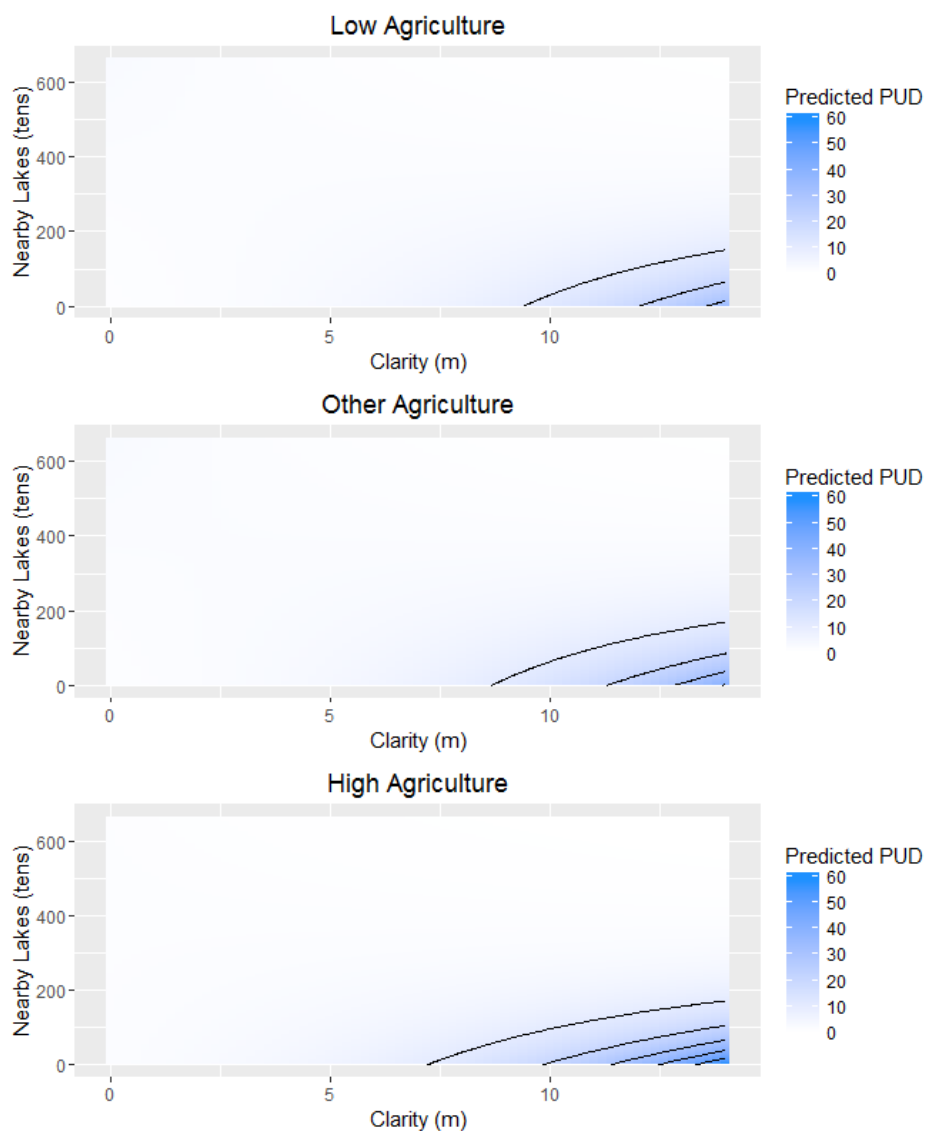 Low Agriculture
Nearby Lakes (tens)
600
400
200
0
0 5 10
Clarity (m)
Predicted PUD
60
50
40
30
20
10
0
Other Agriculture
Nearby Lakes (tens)
600
400
200
0
0 5 10
Clarity (m)
Predicted PUD
60
50
40
30
20
10
0
High Agriculture
Nearby Lakes (tens)
600
400
200
0
0 5 10
Clarity (m)
Predicted PUD
60
50
40
30
20
10
0